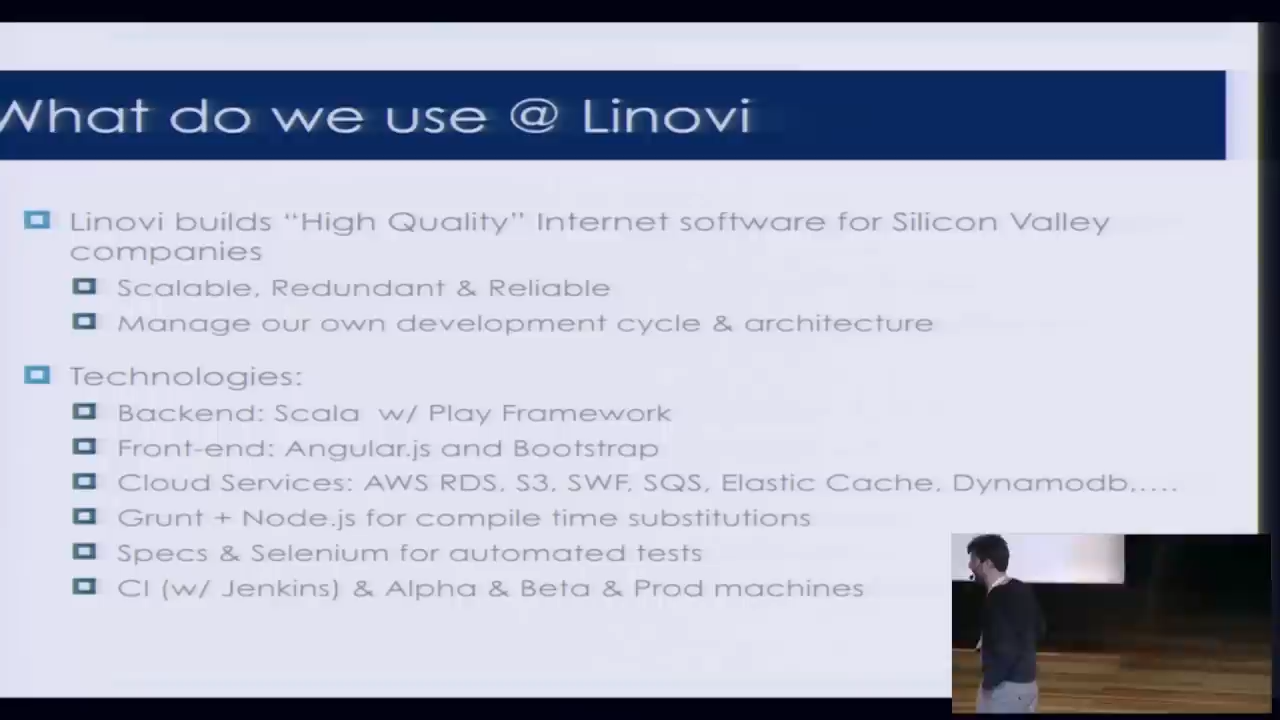 What do we use @ Linovi
Linovi builds “High Quality” Internet software for Silicon Valley
companies
Scalable, Redundant & Reliable
Manage our own development cycle & architecture
Technologies:
Backend: Scala w/ Play Framework
Front-end: Angular.js and Bootstrap
Cloud Services: AWS RDS, S3, SWF, SQS, Elastic Cache, Dynamodb,....
Grunt + Node.js for compile time substitutions
Specs & Selenium for automated tests
CI (w/ Jenkins) & Alpha & Beta & Prod machines